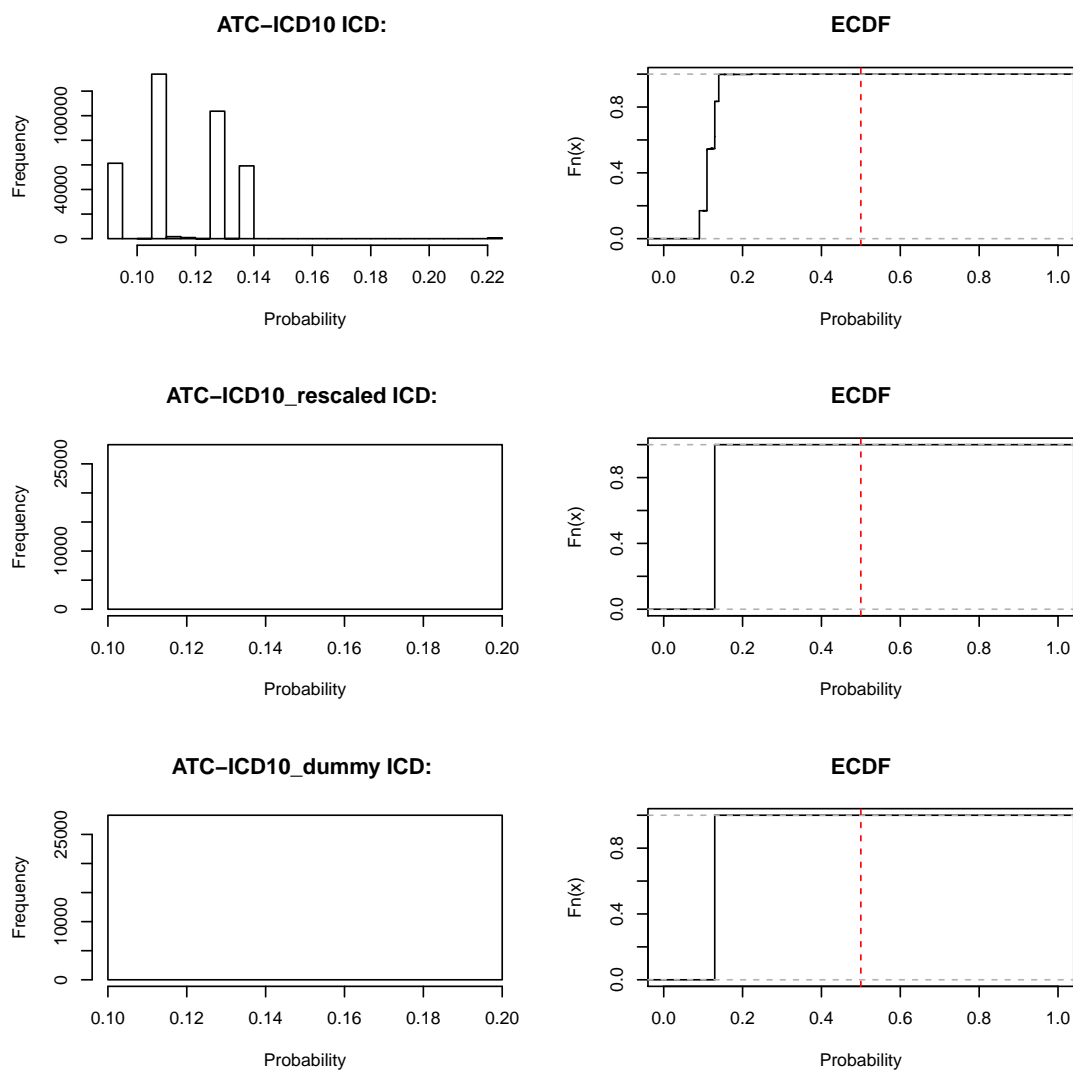 ATC−ICD10 ICD:
Frequency
0 40000 100000
0.10 0.12 0.14 0.16 0.18 0.20 0.22
Probability
ECDF
Fn(x)
0.0 0.4 0.8
0.0 0.2 0.4 0.6 0.8 1.0
Probability
ATC−ICD10_rescaled ICD:
Frequency
0 10000 25000
0.10 0.12 0.14 0.16 0.18 0.20
Probability
ECDF
Fn(x)
0.0 0.4 0.8
0.0 0.2 0.4 0.6 0.8 1.0
Probability
ATC−ICD10_dummy ICD:
Frequency
0 10000 25000
0.10 0.12 0.14 0.16 0.18 0.20
Probability
ECDF
Fn(x)
0.0 0.4 0.8
0.0 0.2 0.4 0.6 0.8 1.0
Probability